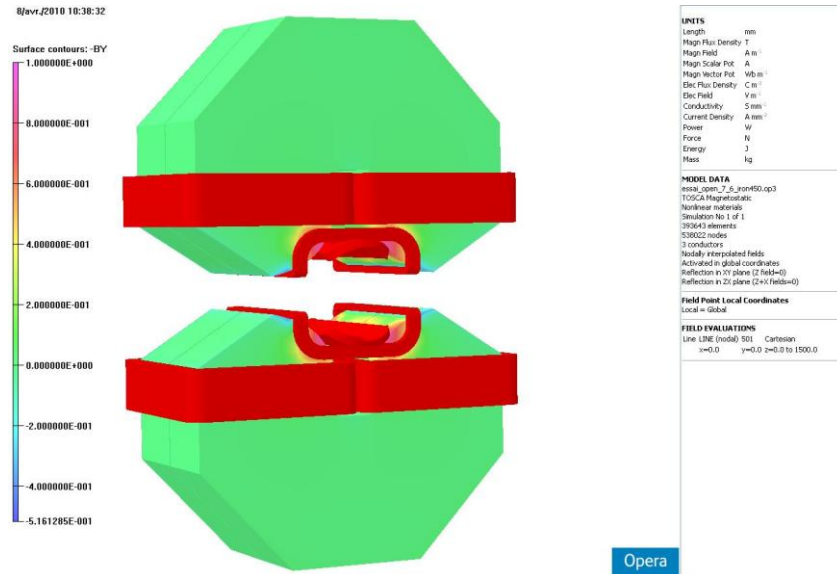 8/avr./2010 10:38:32
Surface contours: -BY
1.000000E+000
8.000000E-001
6.000000E-001
4.000000E-001
2.000000E-001
0.000000E+000
-2.000000E-001
-4.000000E-001
-5.161285E-001
UNITS
Length mm
Magn Flux Density T
Magn Field A m⁻¹
Magn Scalar Pot A
Magn Vector Pot Wb m⁻¹
Elec Flux Density C m⁻²
Elec Field V m⁻¹
Conductivity S mm⁻¹
Current Density A mm⁻²
Power W
Force N
Energy J
Mass kg
MODEL DATA
essai_open_7_6_iron450.op3
TOSCA Magnetostatic
Nonlinear materials
Simulation No 1 of 1
393643 elements
538022 nodes
3 conductors
Nodally interpolated fields
Activated in global coordinates
Reflection in XY plane (Z field=0)
Reflection in ZX plane (Z+X fields=0)
Field Point Local Coordinates
Local = Global
FIELD EVALUATIONS
Line LINE (nodal) 501 Cartesian
x=0.0 y=0.0 z=0.0 to 1500.0
Opera